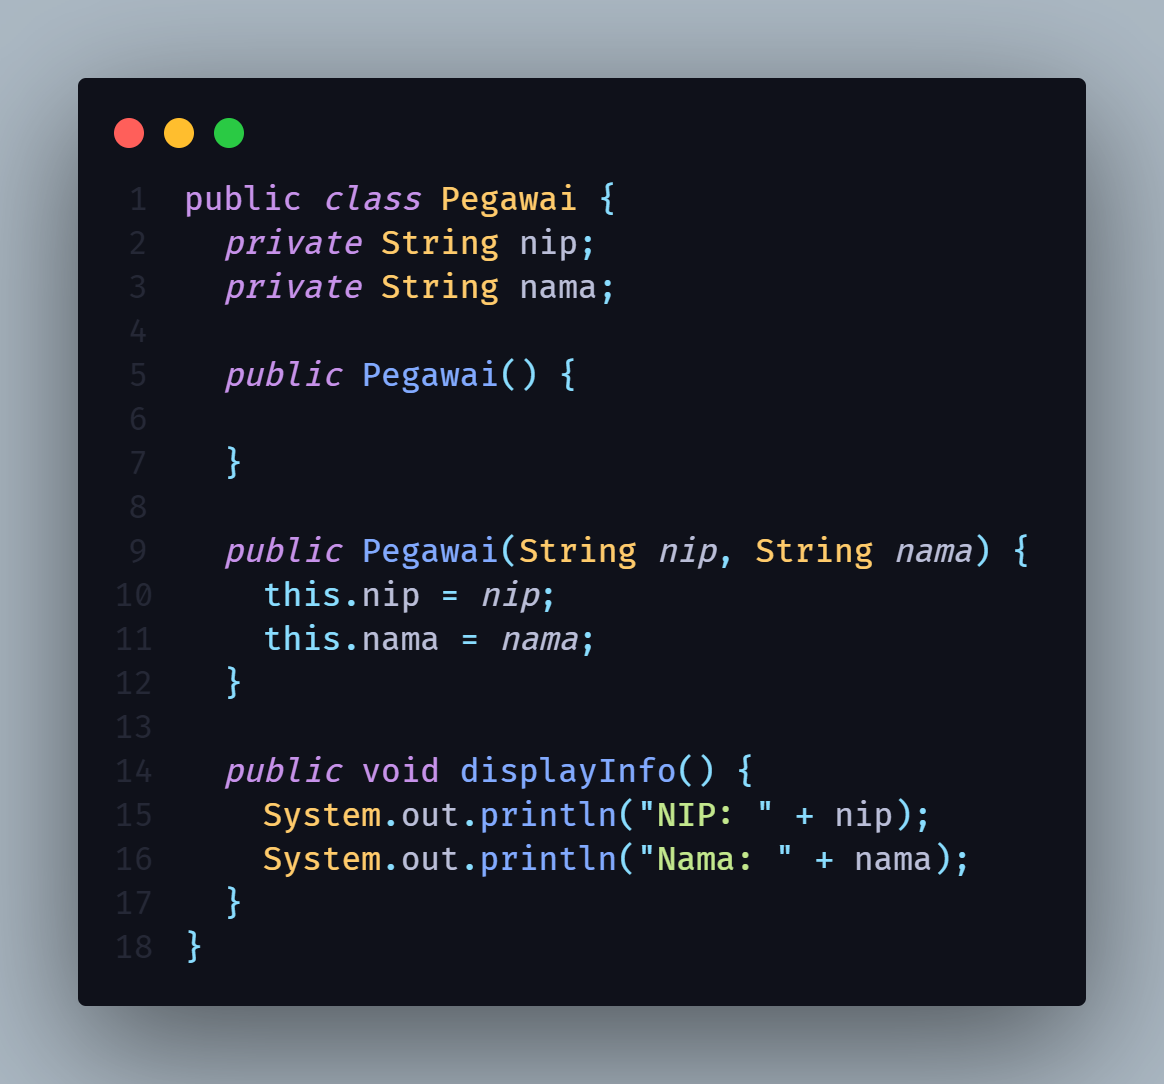 1 public class Pegawai {
2   private String nip;
3   private String nama;
4
5   public Pegawai() {
6
7   }
8
9   public Pegawai(String nip, String nama) {
10     this.nip = nip;
11     this.nama = nama;
12   }
13
14   public void displayInfo() {
15     System.out.println("NIP: " + nip);
16     System.out.println("Nama: " + nama);
17   }
18 }